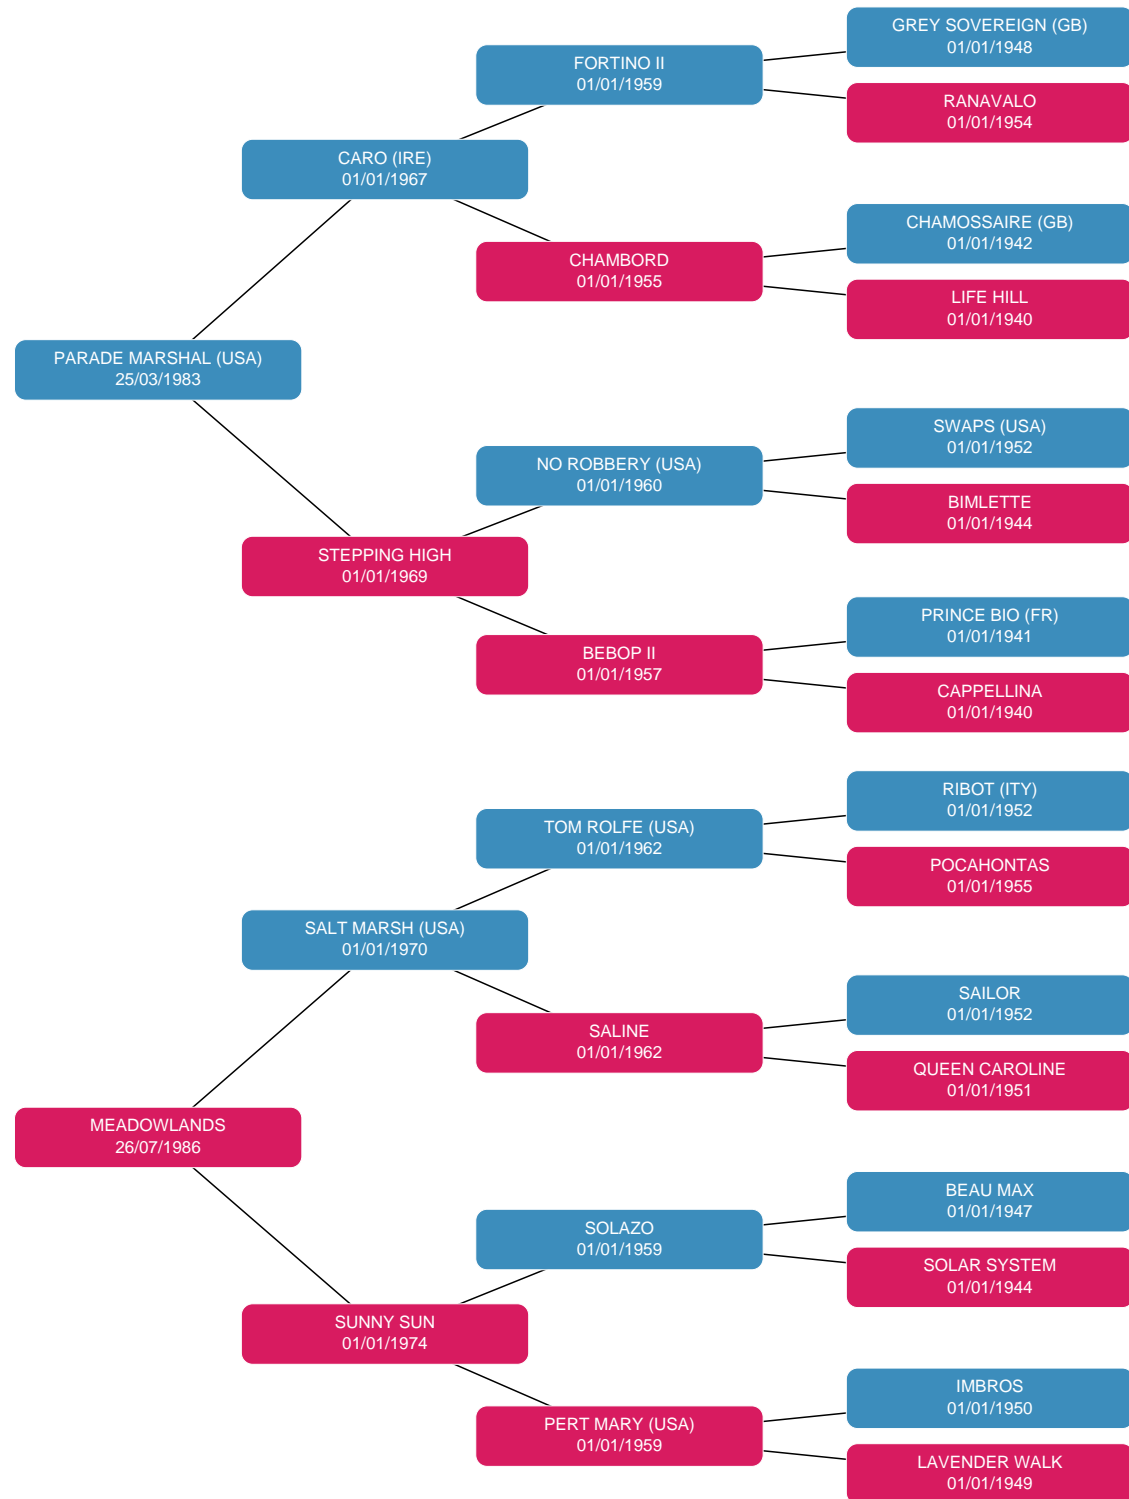 GREY SOVEREIGN (GB)
01/01/1948
FORTINO II
01/01/1959
RANAVALO
01/01/1954
CARO (IRE)
01/01/1967
CHAMOSSAIRE (GB)
01/01/1942
CHAMBORD
01/01/1955
LIFE HILL
01/01/1940
PARADE MARSHAL (USA)
25/03/1983
SWAPS (USA)
01/01/1952
NO ROBBERY (USA)
01/01/1960
BIMLETTE
01/01/1944
STEPPING HIGH
01/01/1969
PRINCE BIO (FR)
01/01/1941
BEBOP II
01/01/1957
CAPPELLINA
01/01/1940
RIBOT (ITY)
01/01/1952
TOM ROLFE (USA)
01/01/1962
POCAHONTAS
01/01/1955
SALT MARSH (USA)
01/01/1970
SAILOR
01/01/1952
SALINE
01/01/1962
QUEEN CAROLINE
01/01/1951
MEADOWLANDS
26/07/1986
BEAU MAX
01/01/1947
SOLAZO
01/01/1959
SOLAR SYSTEM
01/01/1944
SUNNY SUN
01/01/1974
IMBROS
01/01/1950
PERT MARY (USA)
01/01/1959
LAVENDER WALK
01/01/1949